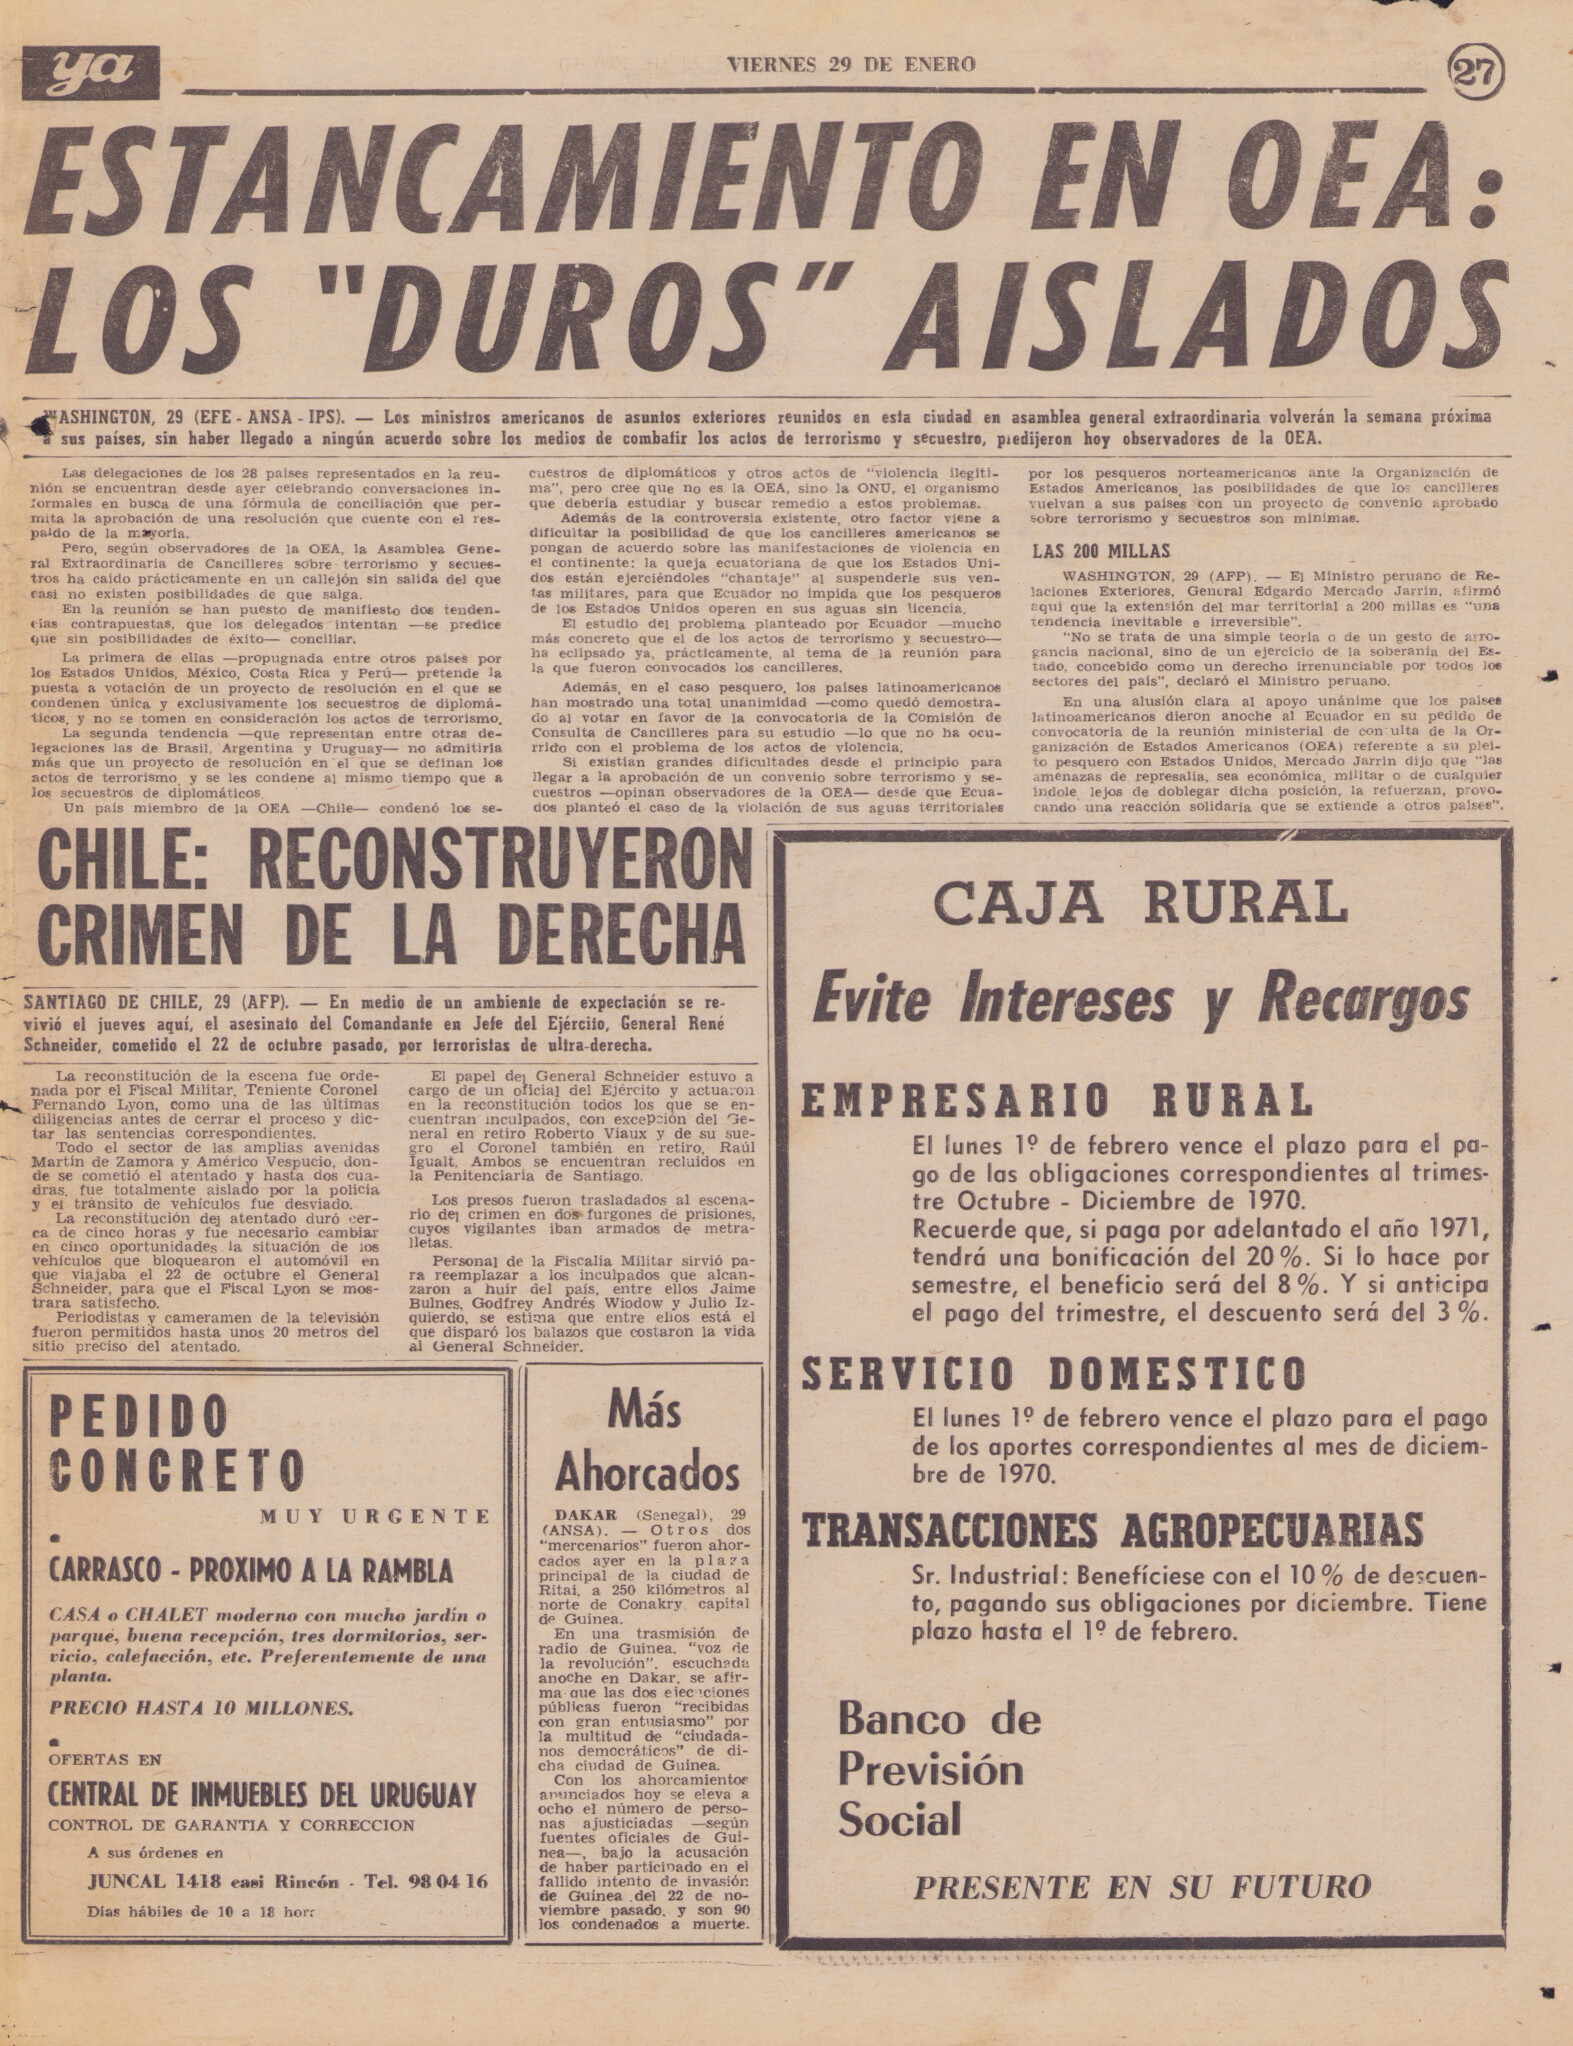 ya
VIERNES 29 DE ENERO
27
ESTANCAMIENTO EN OEA:
LOS "DUROS" AISLADOS
WASHINGTON, 29 (EFE - ANSA - IPS). — Los ministros americanos de asuntos exteriores reunidos en esta ciudad en asamblea general extraordinaria volverán la semana próxima
a sus países, sin haber llegado a ningún acuerdo sobre los medios de combatir los actos de terrorismo y secuestro, predijeron hoy observadores de la OEA.
Las delegaciones de los 28 países representados en la reu-
nión se encuentran desde ayer celebrando conversaciones in-
formales en busca de una fórmula de conciliación que per-
mita la aprobación de una resolución que cuente con el res-
paldo de la mayoría.
Pero, según observadores de la OEA, la Asamblea Gene-
ral Extraordinaria de Cancilleres sobre terrorismo y secues-
tros ha caído prácticamente en un callejón sin salida del que
casi no existen posibilidades de que salga.
En la reunión se han puesto de manifiesto dos tenden-
cias contrapuestas, que los delegados intentan —se predice
que sin posibilidades de éxito— conciliar.
La primera de ellas —propugnada entre otros países por
los Estados Unidos, México, Costa Rica y Perú— pretende la
puesta a votación de un proyecto de resolución en el que se
condenen única y exclusivamente los secuestros de diplomá-
ticos, y no se tomen en consideración los actos de terrorismo.
La segunda tendencia —que representan entre otras de-
legaciones las de Brasil, Argentina y Uruguay— no admitiría
más que un proyecto de resolución en el que se definan los
actos de terrorismo y se les condene al mismo tiempo que a
los secuestros de diplomáticos.
Un país miembro de la OEA —Chile— condenó los se-
cuestros de diplomáticos y otros actos de "violencia ilegíti-
ma", pero cree que no es la OEA, sino la ONU, el organismo
que debería estudiar y buscar remedio a estos problemas.
Además de la controversia existente, otro factor viene a
dificultar la posibilidad de que los cancilleres americanos se
pongan de acuerdo sobre las manifestaciones de violencia en
el continente: la queja ecuatoriana de que los Estados Uni-
dos están ejerciéndoles "chantaje" al suspenderle sus ven-
tas militares, para que Ecuador no impida que los pesqueros
de los Estados Unidos operen en sus aguas sin licencia.
El estudio del problema planteado por Ecuador —mucho
más concreto que el de los actos de terrorismo y secuestro—
ha eclipsado ya, prácticamente, al tema de la reunión para
la que fueron convocados los cancilleres.
Además, en el caso pesquero, los países latinoamericanos
han mostrado una total unanimidad —como quedó demostra-
do al votar en favor de la convocatoria de la Comisión de
Consulta de Cancilleres para su estudio —lo que no ha ocu-
rrido con el problema de los actos de violencia.
Si existían grandes dificultades desde el principio para
llegar a la aprobación de un convenio sobre terrorismo y se-
cuestros —opinan observadores de la OEA— desde que Ecua-
dos planteó el caso de la violación de sus aguas territoriales
por los pesqueros norteamericanos ante la Organización de
Estados Americanos, las posibilidades de que los cancilleres
vuelvan a sus países con un proyecto de convenio aprobado
sobre terrorismo y secuestros son mínimas.
LAS 200 MILLAS
WASHINGTON, 29 (AFP). — El Ministro peruano de Re-
laciones Exteriores, General Edgardo Mercado Jarrin, afirmó
aquí que la extensión del mar territorial a 200 millas es "una
tendencia inevitable e irreversible".
"No se trata de una simple teoría o de un gesto de arro-
gancia nacional, sino de un ejercicio de la soberanía del Es-
tado, concebido como un derecho irrenunciable por todos los
sectores del país", declaró el Ministro peruano.
En una alusión clara al apoyo unánime que los países
latinoamericanos dieron anoche al Ecuador en su pedido de
convocatoria de la reunión ministerial de con ulta de la Or-
ganización de Estados Americanos (OEA) referente a su plei-
to pesquero con Estados Unidos, Mercado Jarrin dijo que "las
amenazas de represalia, sea económica, militar o de cualquier
índole lejos de doblegar dicha posición, la refuerzan, provo-
cando una reacción solidaria que se extiende a otros países".
CHILE: RECONSTRUYERON
CRIMEN DE LA DERECHA
SANTIAGO DE CHILE, 29 (AFP). — En medio de un ambiente de expectación se re-
vivió el jueves aquí, el asesinato del Comandante en Jefe del Ejército, General René
Schneider, cometido el 22 de octubre pasado, por terroristas de ultra-derecha.
La reconstitución de la escena fue orde-
nada por el Fiscal Militar, Teniente Coronel
Fernando Lyon, como una de las últimas
diligencias antes de cerrar el proceso y dic-
tar las sentencias correspondientes.
Todo el sector de las amplias avenidas
Martín de Zamora y Américo Vespucio, don-
de se cometió el atentado y hasta dos cua-
dras, fue totalmente aislado por la policía
y el tránsito de vehículos fue desviado.
La reconstitución del atentado duró cer-
ca de cinco horas y fue necesario cambiar
en cinco oportunidades la situación de los
vehículos que bloquearon el automóvil en
que viajaba el 22 de octubre el General
Schneider, para que el Fiscal Lyon se mos-
trara satisfecho.
Periodistas y cameramen de la televisión
fueron permitidos hasta unos 20 metros del
sitio preciso del atentado.
El papel del General Schneider estuvo a
cargo de un oficial del Ejército y actuaron
en la reconstitución todos los que se en-
cuentran inculpados, con excepción del Ge-
neral en retiro Roberto Viaux y de su sue-
gro el Coronel también en retiro, Raúl
Igualt. Ambos se encuentran recluidos en
la Penitenciaría de Santiago.
Los presos fueron trasladados al escena-
rio del crimen en dos furgones de prisiones,
cuyos vigilantes iban armados de metra-
lletas.
Personal de la Fiscalía Militar sirvió pa-
ra reemplazar a los inculpados que alcan-
zaron a huir del país, entre ellos Jaime
Bulnes, Godfrey Andrés Wiodow y Julio Iz-
quierdo, se estima que entre ellos está el
que disparó los balazos que costaron la vida
al General Schneider.
PEDIDO
CONCRETO
MUY URGENTE
CARRASCO - PROXIMO A LA RAMBLA
CASA o CHALET moderno con mucho jardín o
parque, buena recepción, tres dormitorios, ser-
vicio, calefacción, etc. Preferentemente de una
planta.
PRECIO HASTA 10 MILLONES.
OFERTAS EN
CENTRAL DE INMUEBLES DEL URUGUAY
CONTROL DE GARANTIA Y CORRECCION
A sus órdenes en
JUNCAL 1418 casi Rincón - Tel. 98 04 16
Días hábiles de 10 a 18
Más
Ahorcados
DAKAR (Senegal), 29
(ANSA). — Otros dos
"mercenarios" fueron ahor-
cados ayer en la plaza
principal de la ciudad de
Ritai, a 250 kilómetros al
norte de Conakry capital
de Guinea.
En una trasmisión de
radio de Guinea, "voz de
la revolución", escuchada
anoche en Dakar, se afir-
ma que las dos ejecuciones
públicas fueron "recibidas
con gran entusiasmo" por
la multitud de "ciudada-
nos democráticos" de di-
cha ciudad de Guinea.
Con los ahorcamientos
anunciados hoy se eleva a
ocho el número de perso-
nas ajusticiadas —según
fuentes oficiales de Gui-
nea—, bajo la acusación
de haber participado en el
fallido intento de invasión
de Guinea del 22 de no-
viembre pasado, y son 90
los condenados a muerte.
CAJA RURAL
Evite Intereses y Recargos
EMPRESARIO RURAL
El lunes 1º de febrero vence el plazo para el pa-
go de las obligaciones correspondientes al trimes-
tre Octubre - Diciembre de 1970.
Recuerde que, si paga por adelantado el año 1971,
tendrá una bonificación del 20%. Si lo hace por
semestre, el beneficio será del 8%. Y si anticipa
el pago del trimestre, el descuento será del 3%.
SERVICIO DOMESTICO
El lunes 1º de febrero vence el plazo para el pago
de los aportes correspondientes al mes de diciem-
bre de 1970.
TRANSACCIONES AGROPECUARIAS
Sr. Industrial: Benefíciese con el 10% de descuen-
to, pagando sus obligaciones por diciembre. Tiene
plazo hasta el 1º de febrero.
Banco de
Previsión
Social
PRESENTE EN SU FUTURO